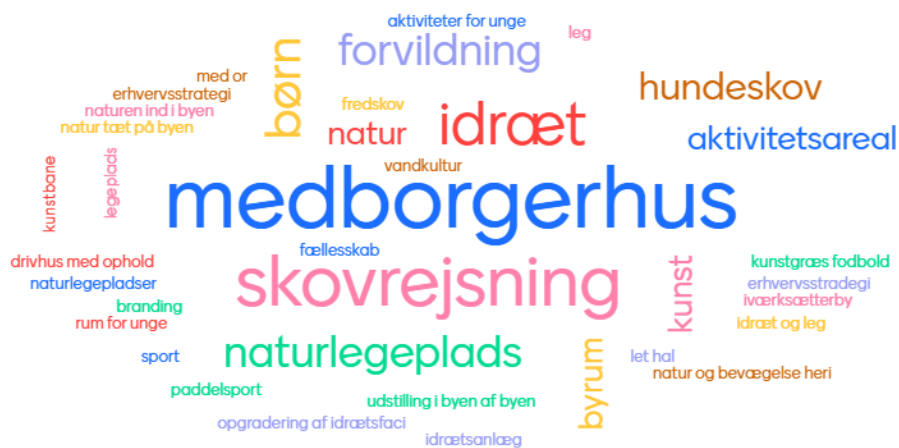 aktiviteter for unge
leg
børn
forvildning
med or
erhvervsstrategi
hundeskov
naturen ind i byen
fredskov
natur tæt på byen
natur
idræt
aktivitetsareal
kunstbane
legeplads
vandkultur
medborgerhus
fællesskab
drivhus med ophold
skovrejsning
kunst
kunstgræs fodbold
naturlegepladser
erhvervsstradegi
branding
iværksætterby
rum for unge
idræt og leg
sport
naturlegeplads
byrum
let hal
natur og bevægelse heri
paddelsport
udstilling i byen af byen
opgradering af idrætsfaci
idrætsanlæg